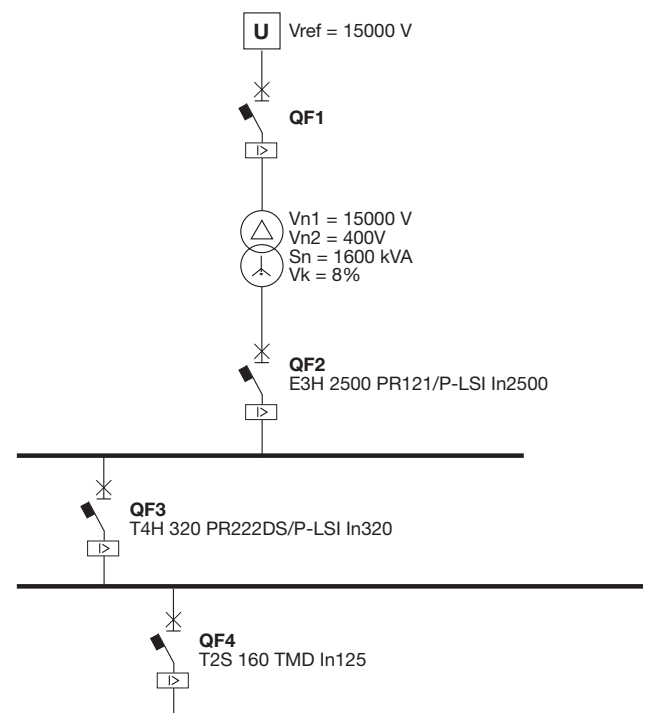 U Vref = 15000 V
QF1
I>
Vn1 = 15000 V
Vn2 = 400V
Sn = 1600 kVA
Vk = 8%
QF2
E3H 2500 PR121/P-LSI In2500
I>
QF3
T4H 320 PR222DS/P-LSI In320
I>
QF4
T2S 160 TMD In125
I>